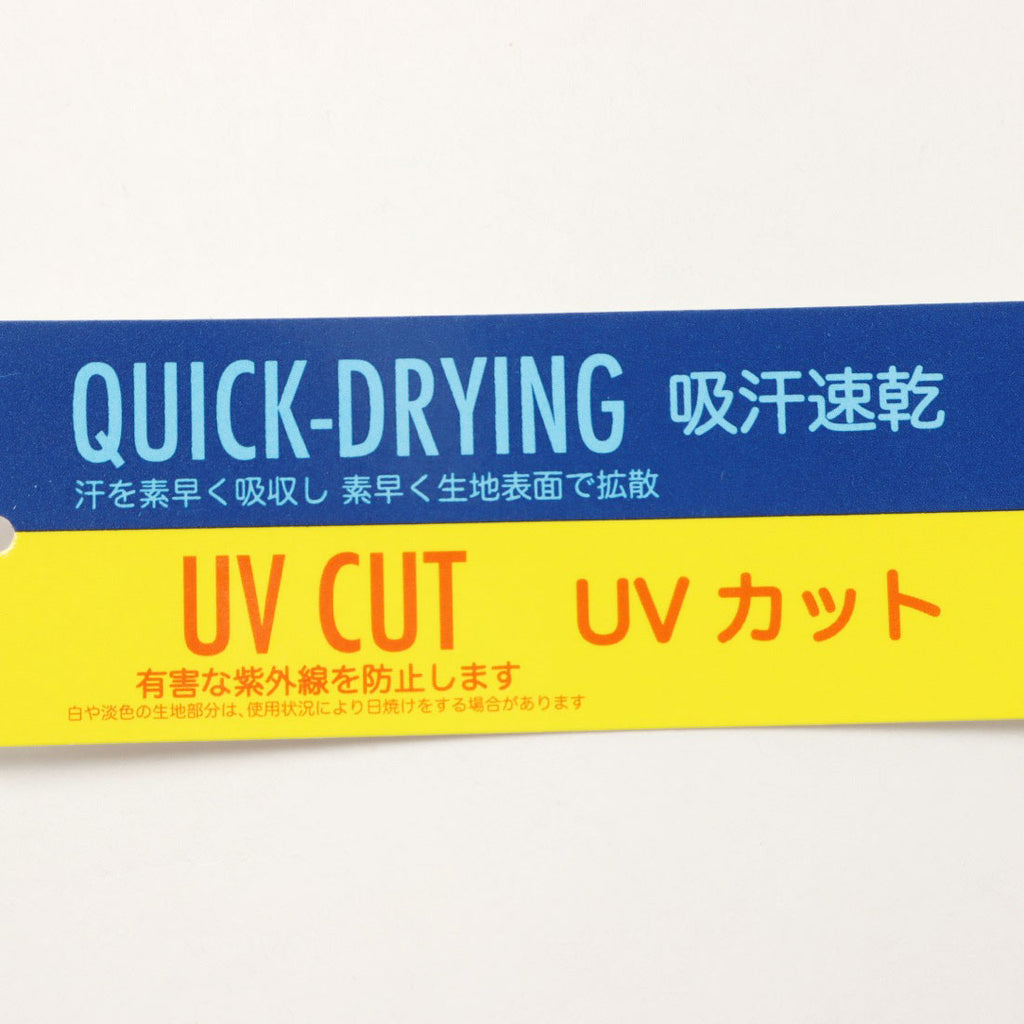 QUICK-DRYING 吸汗速乾
汗を素早く吸収し 素早く生地表面で拡散
UV CUT UV カット
有害な紫外線を防止します
白や淡色の生地部分は、使用状況により日焼けをする場合があります